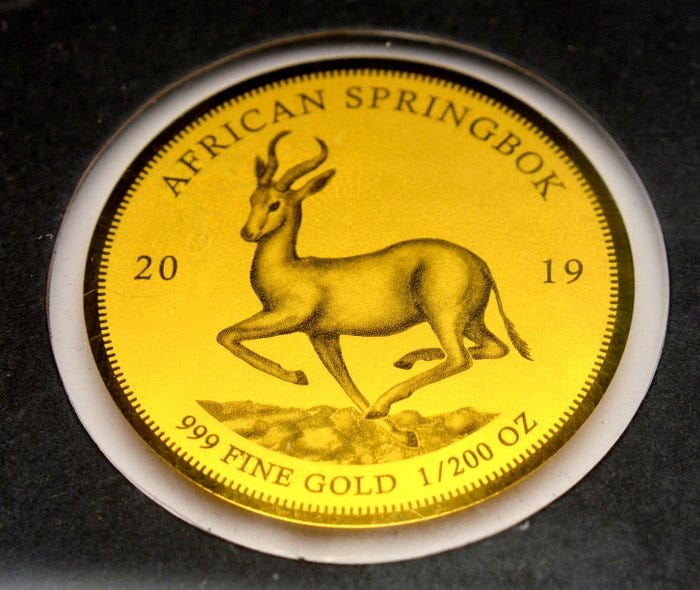 AFRICAN SPRINGBOK
20 19
999 FINE GOLD 1/200 OZ